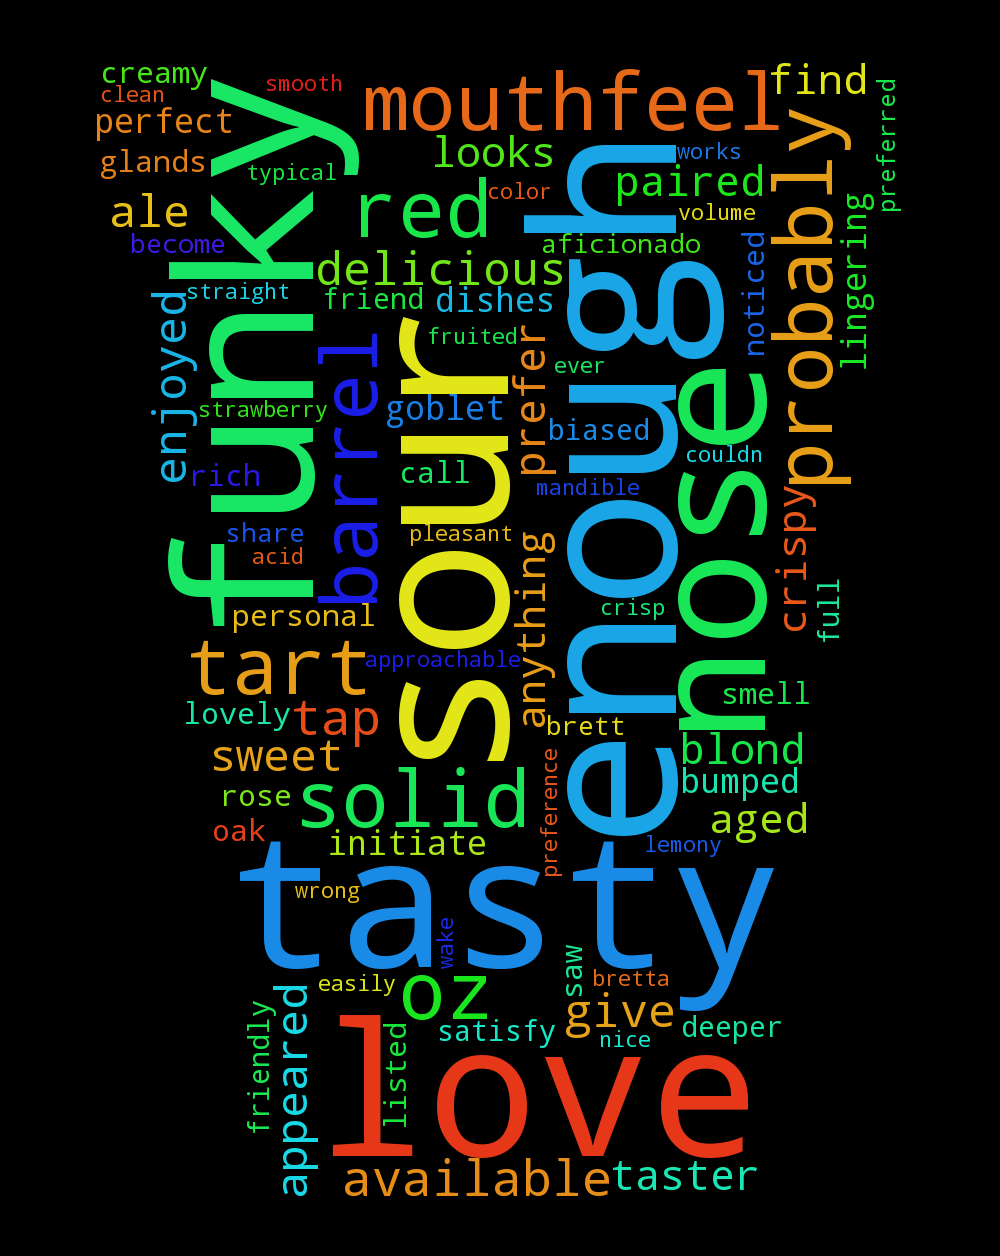 creamy
clean
smooth
perfect
glands
typical
ale
become
straight
enjoyed
funky
mouthfeel
find
preferred
looks
works
red
color
paired
volume
delicious
aficionado
friend
dishes
noticed
lingering
probably
fruited
ever
strawberry
barrel
goblet
prefer
biased
couldn
rich
call
mandible
share
acid
pleasant
sour
enough
nose
crispy
full
personal
crisp
anything
tart
approachable
smell
lovely
tap
brett
sweet
blond
bumped
rose
solid
preference
aged
oak
initiate
lemony
tasty
wrong
wake
easily
oz
saw
bretta
give
friendly
appeared
listed
satisfy
nice
deeper
love
available
taster